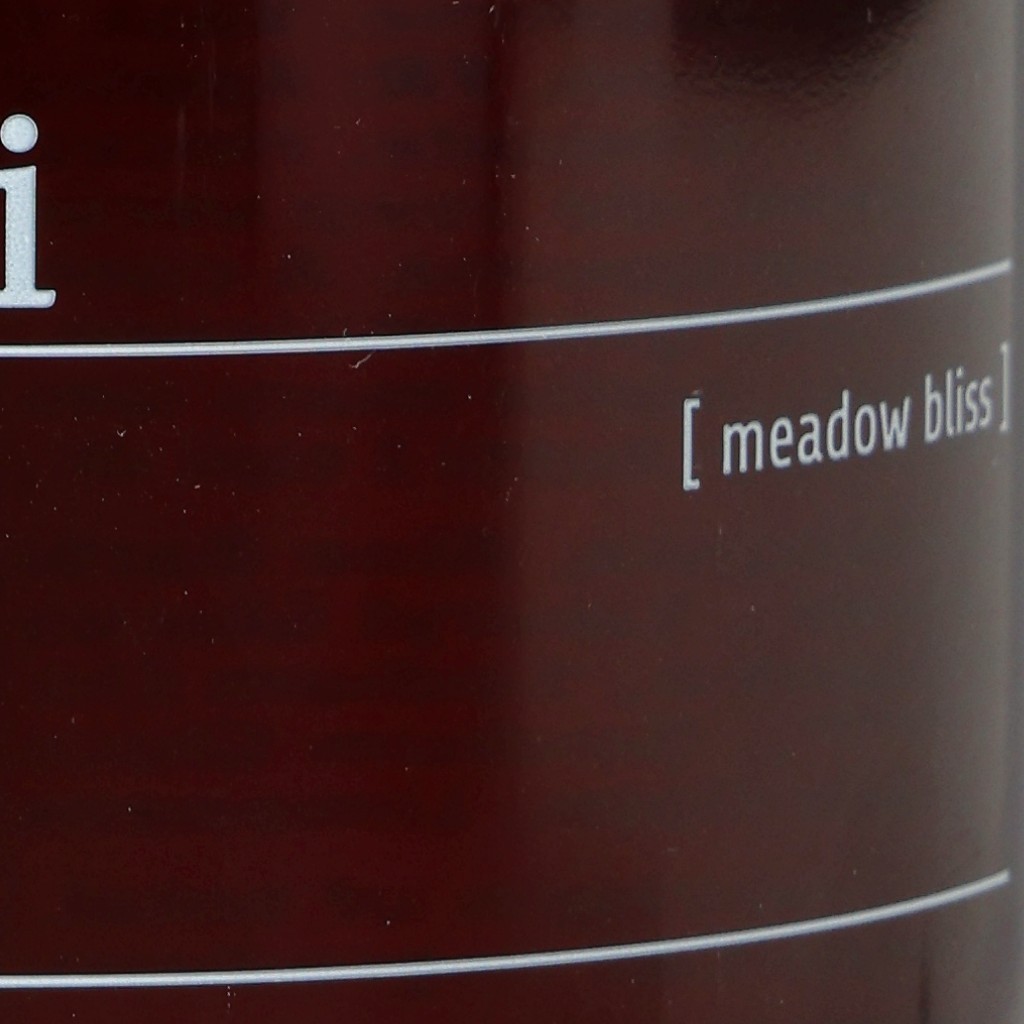 i
[ meadow bliss ]